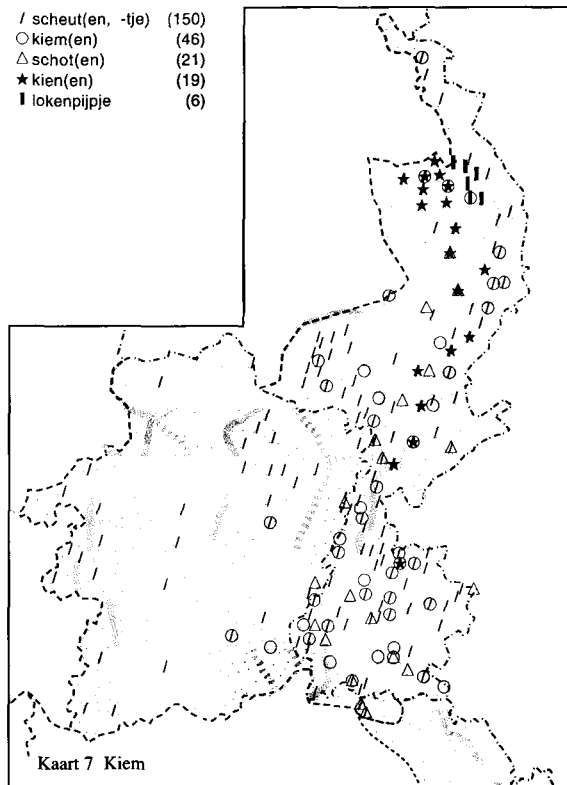 / scheut(en, -tje) (150)
○ kiem(en) (46)
△ schot(en) (21)
★ kien(en) (19)
▌ lokenpijpje (6)
Kaart 7 Kiem